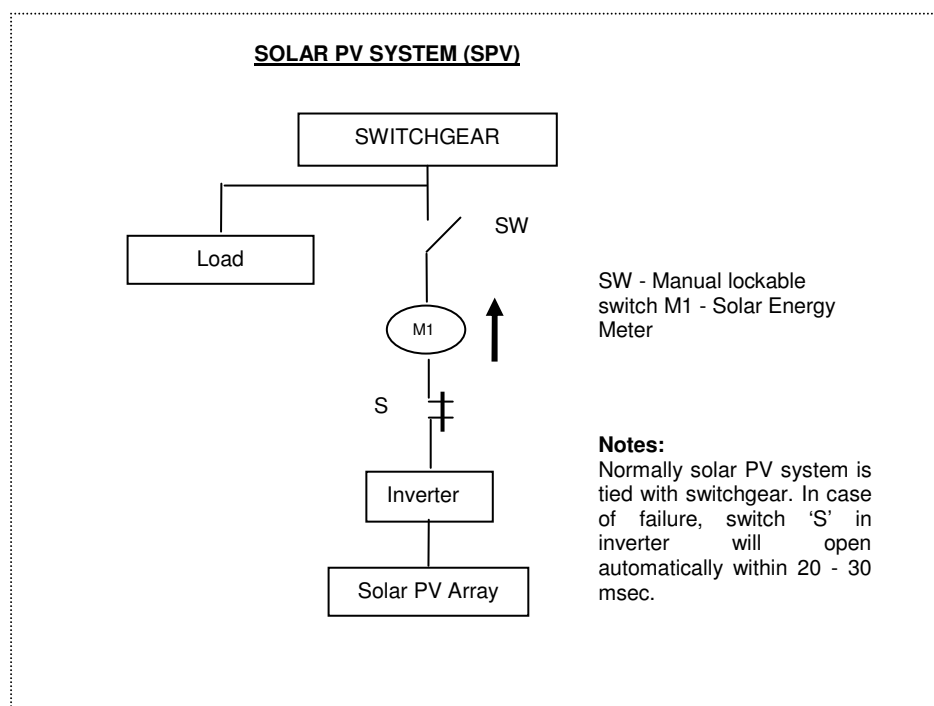 SOLAR PV SYSTEM (SPV)
SWITCHGEAR
SW
Load
SW - Manual lockable
switch M1 - Solar Energy
Meter
M1
S
Notes:
Normally solar PV system is
tied with switchgear. In case
of failure, switch ‘S’ in
inverter will open
automatically within 20 - 30
msec.
Inverter
Solar PV Array